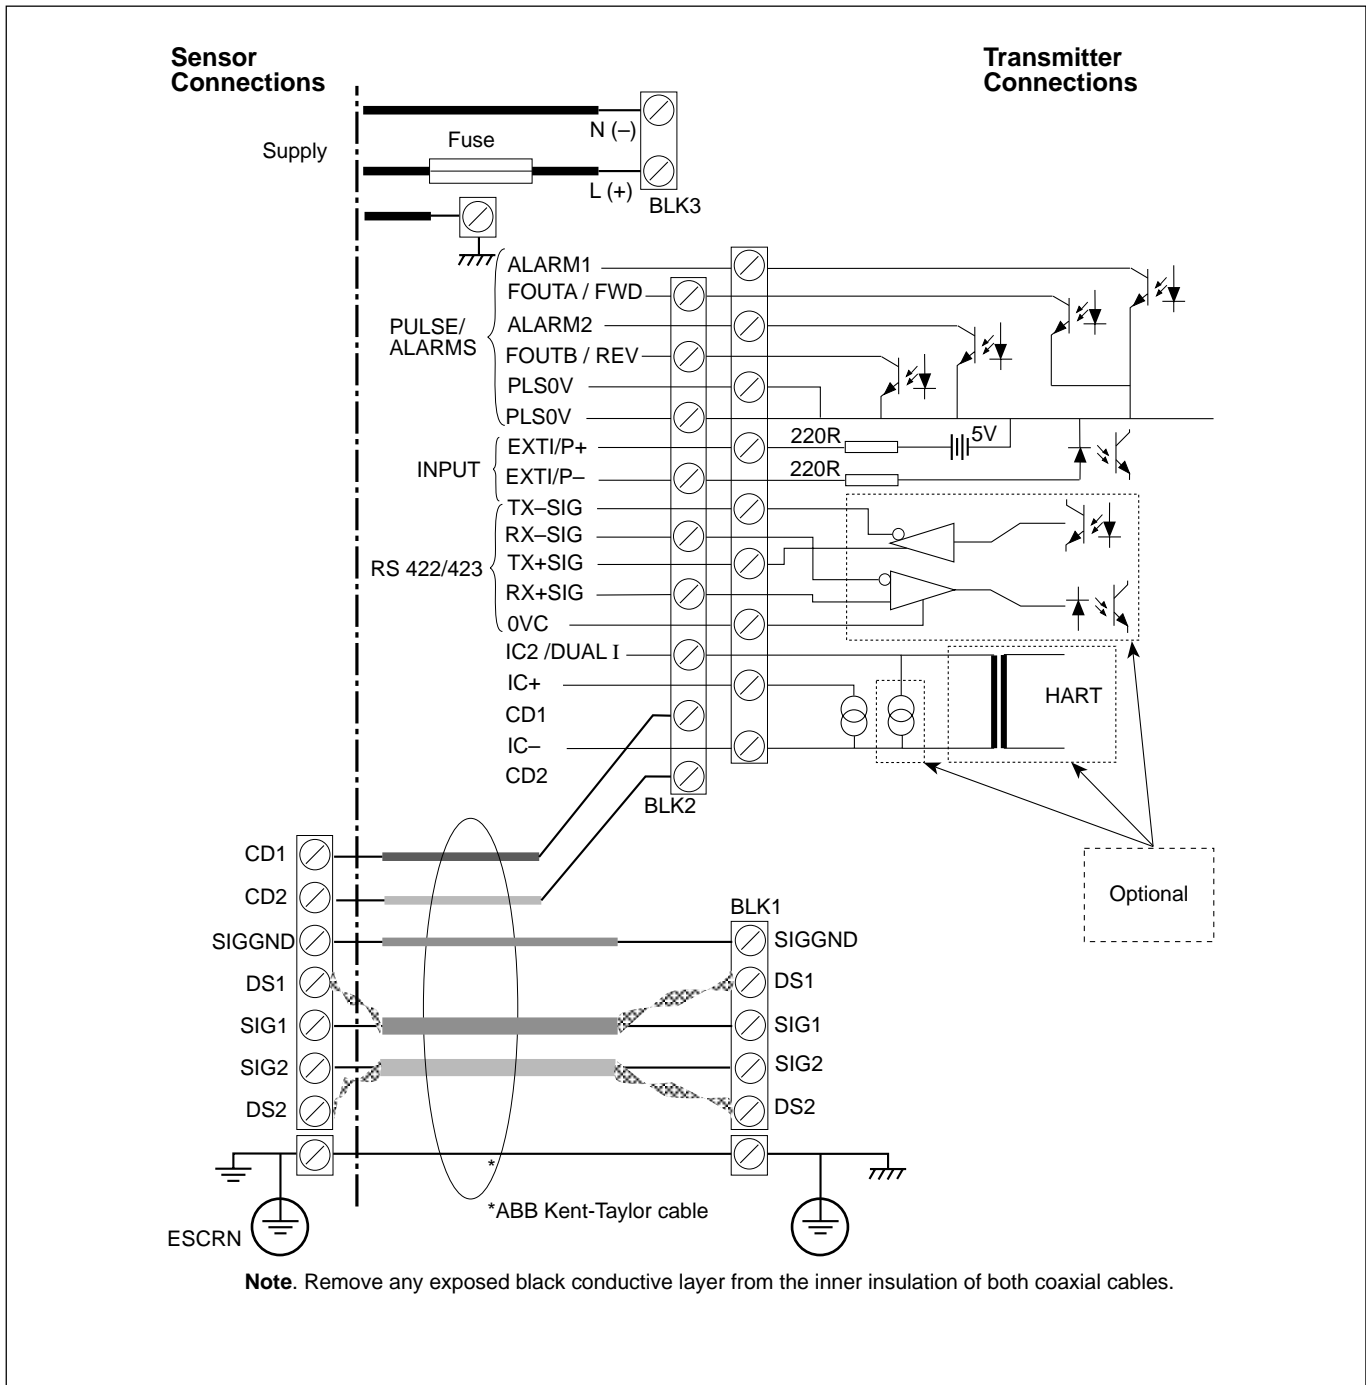 Sensor
Connections
Transmitter
Connections
N (–)
Supply
Fuse
L (+)
BLK3
ALARM1
FOUTA / FWD
PULSE/
ALARMS
ALARM2
FOUTB / REV
PLS0V
PLS0V
INPUT
EXTI/P+
220R
5V
EXTI/P–
220R
RS 422/423
TX–SIG
RX–SIG
TX+SIG
RX+SIG
0VC
IC2 /DUAL I
IC+
HART
CD1
IC–
CD2
BLK2
Optional
CD1
CD2
SIGGND
DS1
SIG1
SIG2
DS2
BLK1
SIGGND
DS1
SIG1
SIG2
DS2
*
*ABB Kent-Taylor cable
ESCRN
Note. Remove any exposed black conductive layer from the inner insulation of both coaxial cables.